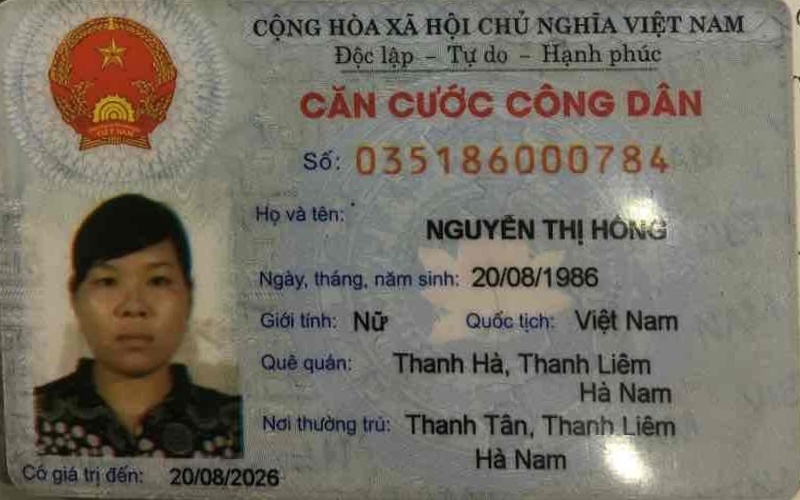 CỘNG HÒA XÃ HỘI CHỦ NGHĨA VIỆT NAM
Độc lập - Tự do - Hạnh phúc
CĂN CƯỚC CÔNG DÂN
Số: 035186000784
Họ và tên:
NGUYỄN THỊ HỒNG
Ngày, tháng, năm sinh: 20/08/1986
Giới tính: Nữ Quốc tịch: Việt Nam
Quê quán: Thanh Hà, Thanh Liêm
Hà Nam
Nơi thường trú: Thanh Tân, Thanh Liêm
Hà Nam
Có giá trị đến: 20/08/2026